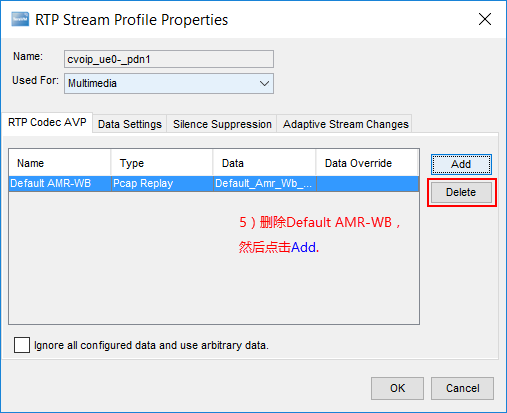 RTP Stream Profile Properties
Name: cvoip_ue0-_pdn1
Used For: Multimedia
RTP Codec AVP Data Settings Silence Suppression Adaptive Stream Changes
Name Type Data Data Override Add
Default AMR-WB Pcap Replay Default_Amr_Wb_... Delete
5）删除Default AMR-WB，
然后点击Add.
Ignore all configured data and use arbitrary data.
OK Cancel